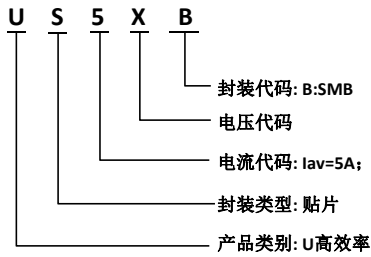 U S 5 X B
封装代码: B:SMB
电压代码
电流代码: Iav=5A;
封装类型: 贴片
产品类别: U高效率